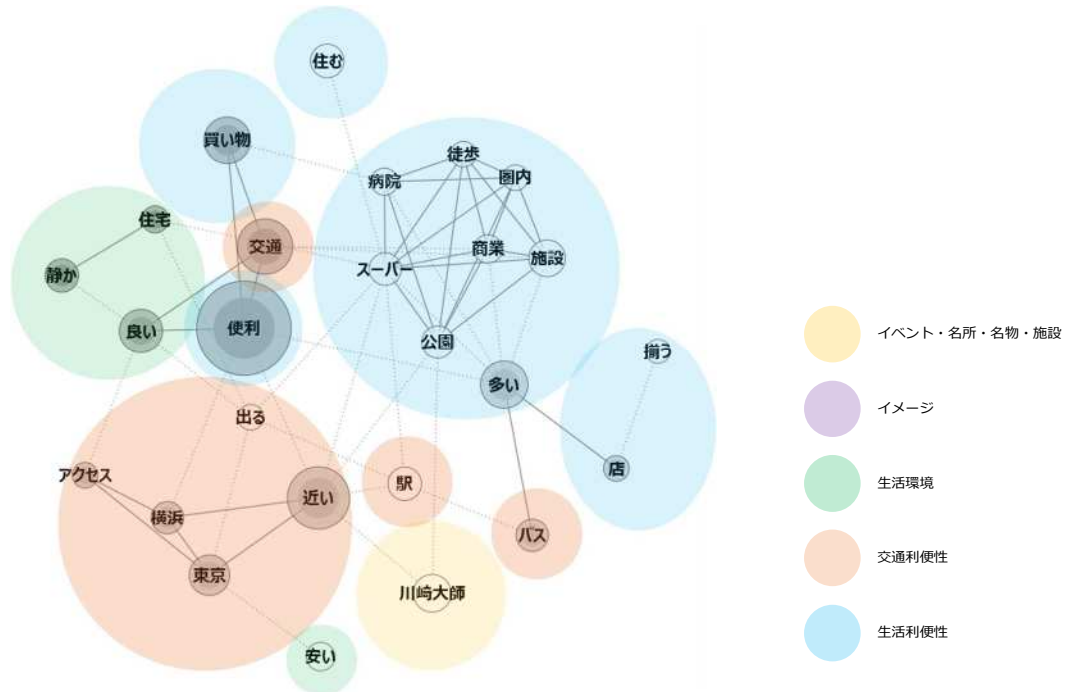 住む
買い物
徒歩
病院
圏内
住宅
交通
商業
施設
スーパー
静か
良い
便利
公園
揃う
多い
出る
店
アクセス
駅
近い
横浜
バス
東京
川崎大師
安い
イベント・名所・名物・施設
イメージ
生活環境
交通利便性
生活利便性